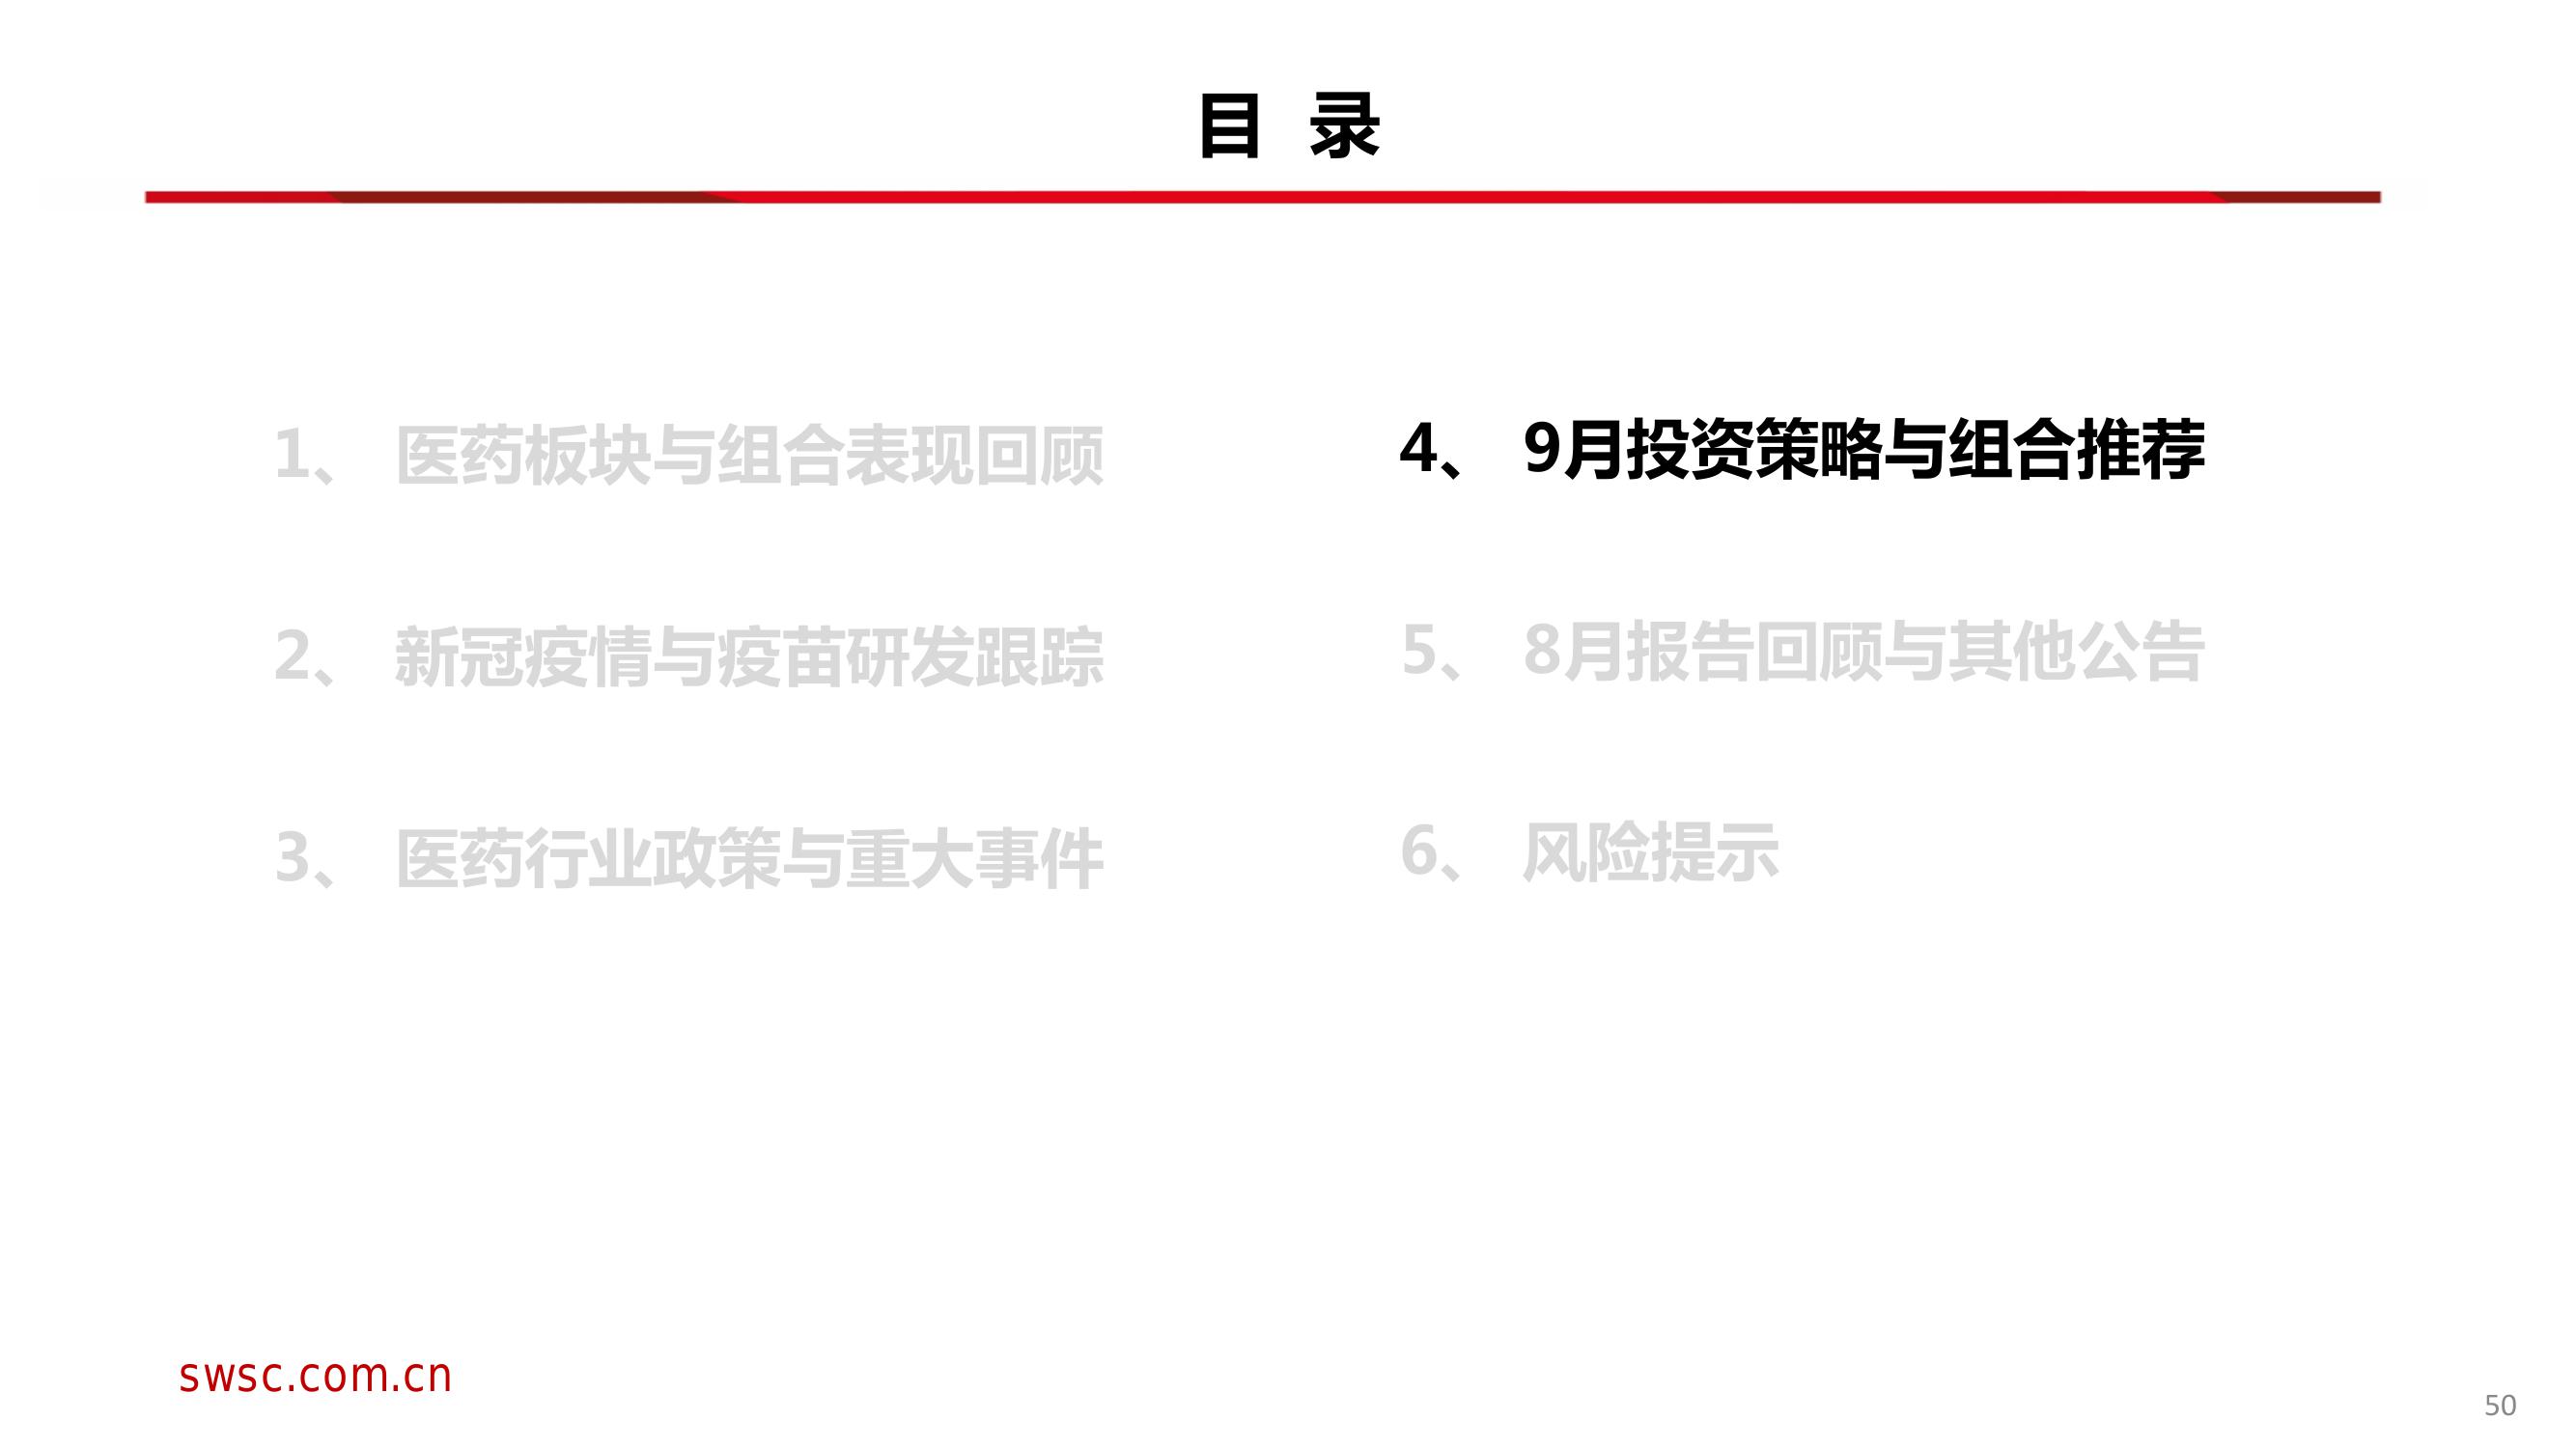 目 录
1、 医药板块与组合表现回顾
2、 新冠疫情与疫苗研发跟踪
3、 医药行业政策与重大事件
4、 9月投资策略与组合推荐
5、 8月报告回顾与其他公告
6、 风险提示
swsc.com.cn
50